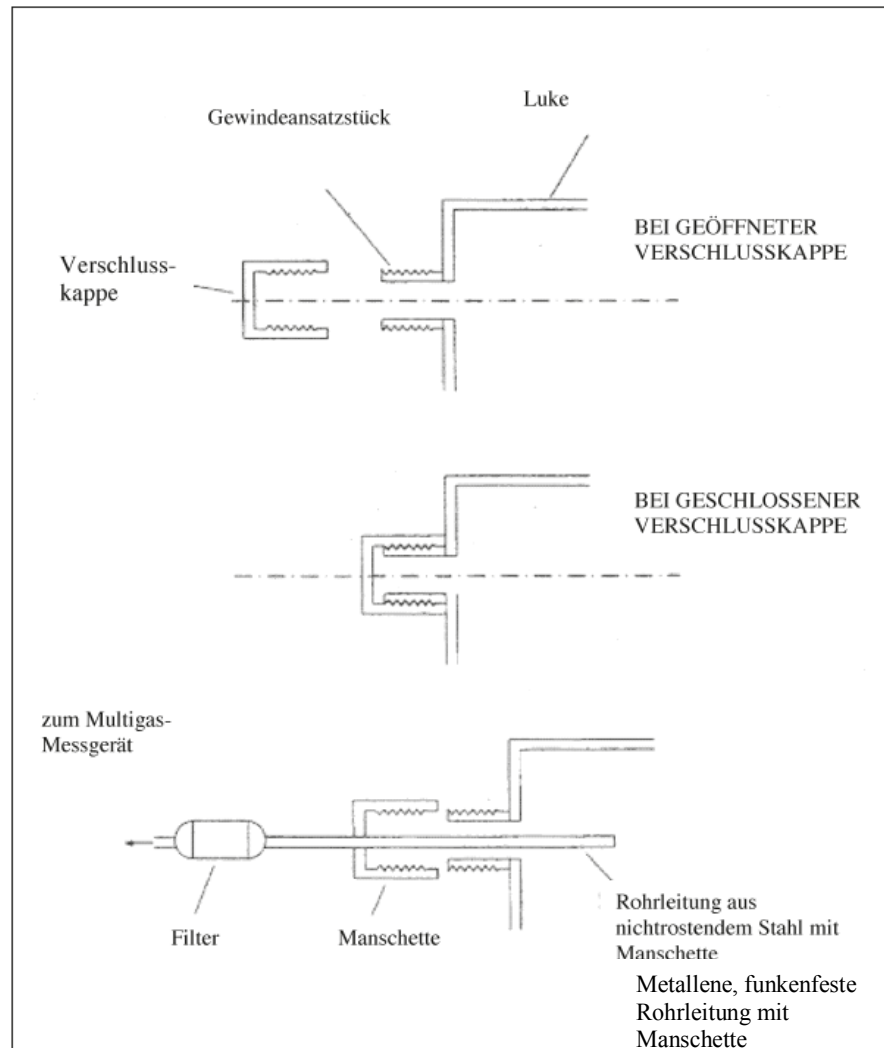 Luke
Gewindeansatzstück
BEI GEÖFFNETER
VERSCHLUSSKAPPE
Verschluss-
kappe
BEI GESCHLOSSENER
VERSCHLUSSKAPPE
zum Multigas-
Messgerät
Filter
Manschette
Rohrleitung aus
nichtrostendem Stahl mit
Manschette
Metallene, funkenfeste
Rohrleitung mit
Manschette